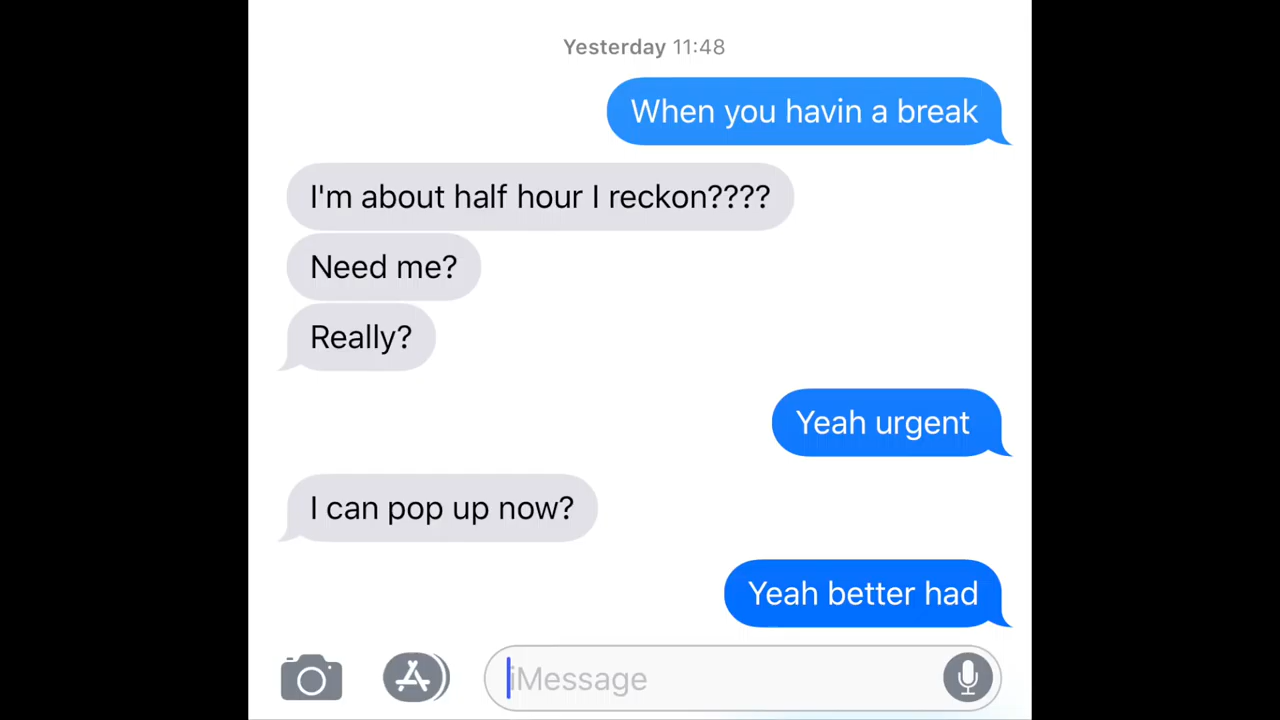 Yesterday 11:48
When you havin a break
I'm about half hour I reckon????
Need me?
Really?
Yeah urgent
I can pop up now?
Yeah better had
iMessage